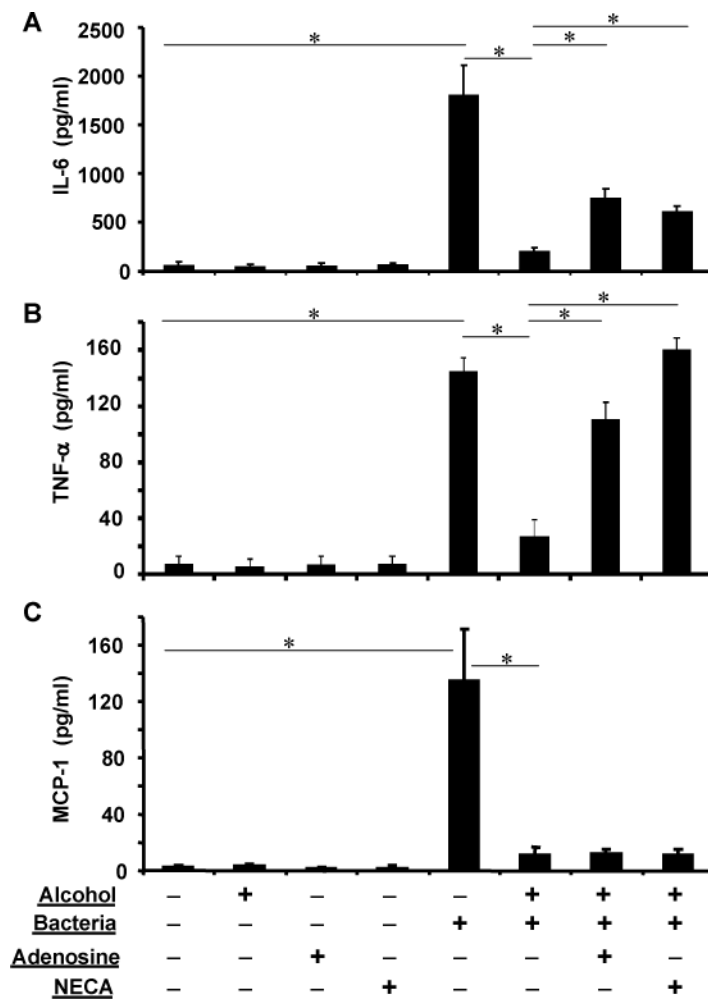 A
2500
*
*
*
*
2000
1500
1000
500
0
IL-6 (pg/ml)
B
160
*
*
*
*
120
80
40
0
TNF-α (pg/ml)
C
160
*
*
120
80
40
0
MCP-1 (pg/ml)
Alcohol – + – – – + + +
Bacteria – – – – + + + +
Adenosine – – + – – – + –
NECA – – – + – – – +